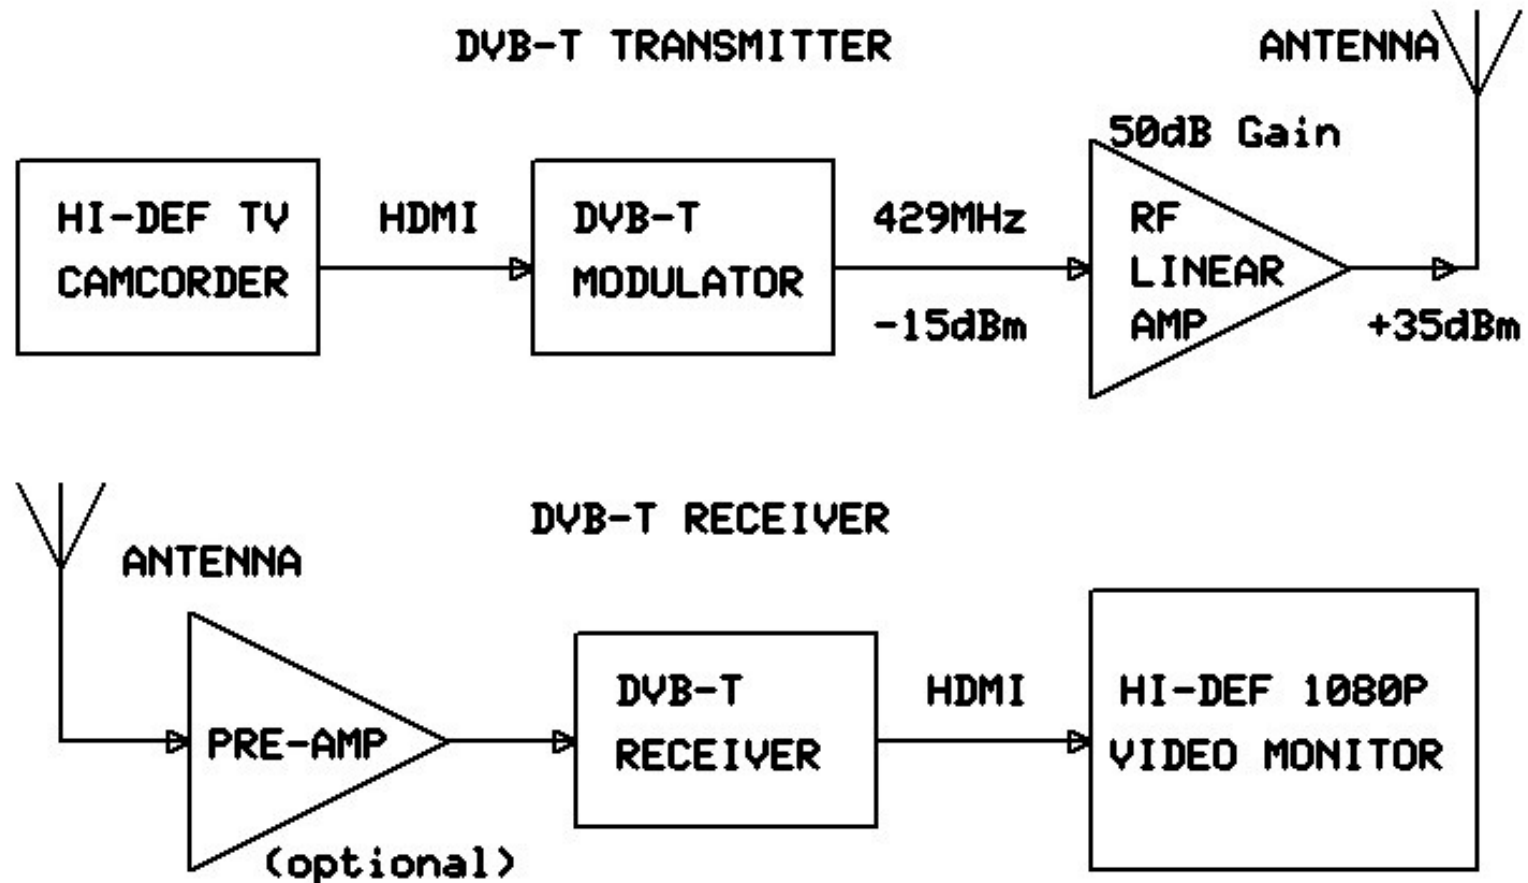 DVB-T TRANSMITTER
ANTENNA
50dB Gain
HI-DEF TV
CAMCORDER
HDMI
DVB-T
MODULATOR
429MHz
-15dBm
RF
LINEAR
AMP
+35dBm
DVB-T RECEIVER
ANTENNA
PRE-AMP
(optional)
DVB-T
RECEIVER
HDMI
HI-DEF 1080P
VIDEO MONITOR